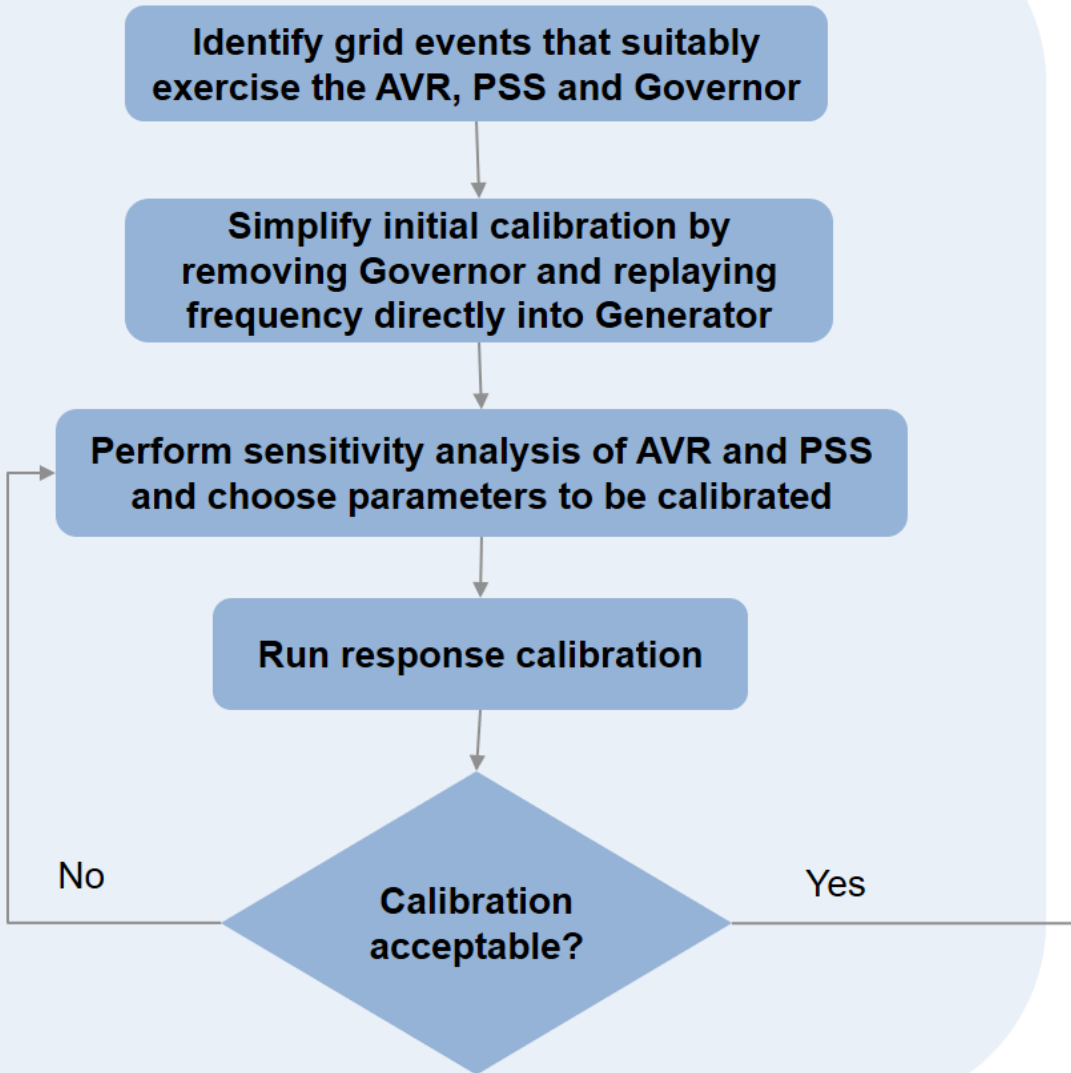 Identify grid events that suitably
exercise the AVR, PSS and Governor
Simplify initial calibration by
removing Governor and replaying
frequency directly into Generator
Perform sensitivity analysis of AVR and PSS
and choose parameters to be calibrated
Run response calibration
No
Yes
Calibration
acceptable?